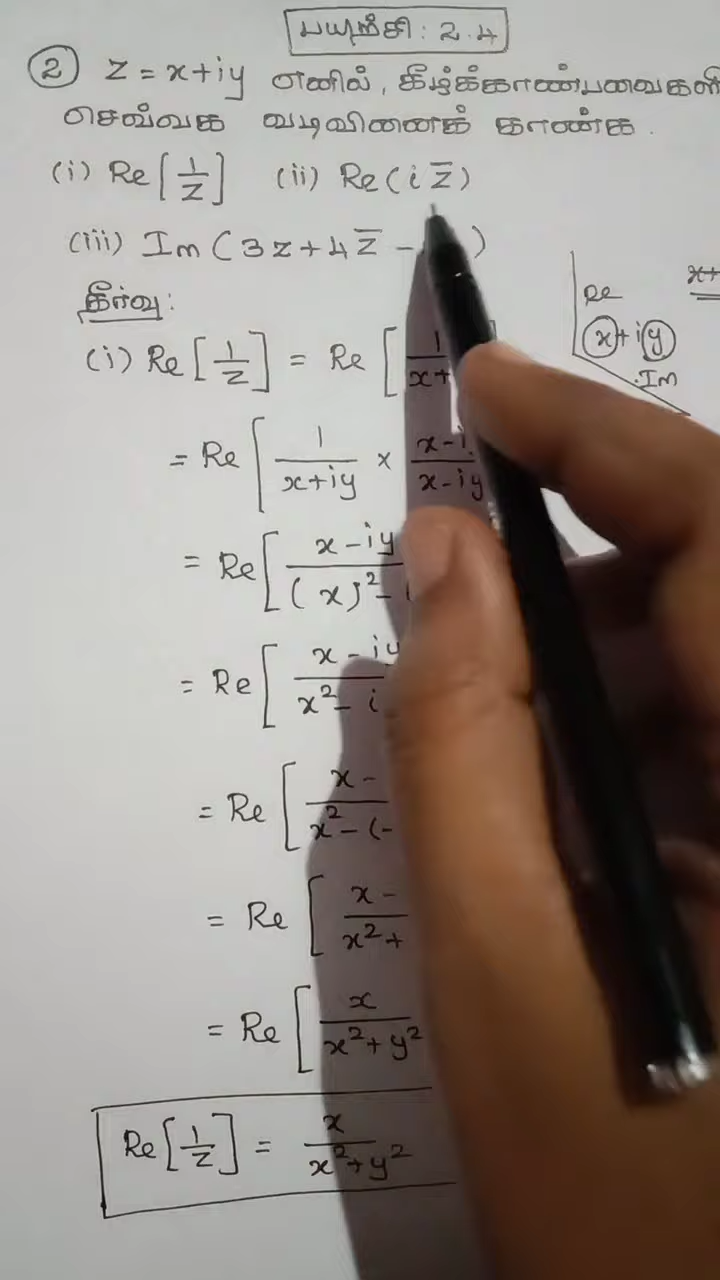 பயிற்சி : 2.4
② z = x+iy எனில், கீழ்க்காண்பவைகளி
செவ்வக வடிவினைக் காண்க.
(i) Re[1/z] (ii) Re(i z̅)
(iii) Im(3z+4z̅ - )
தீர்வு:
Re x+
x+iy
Im
(i) Re[1/z] = Re[1/x+
= Re[1/x+iy × x-i/x-iy
= Re[x-iy/(x)²-
= Re[x-iy/x²-i
= Re[x-/x²-(-
= Re[x-/x²+
= Re[x/x²+y²
Re[1/z] = x/x²+y²